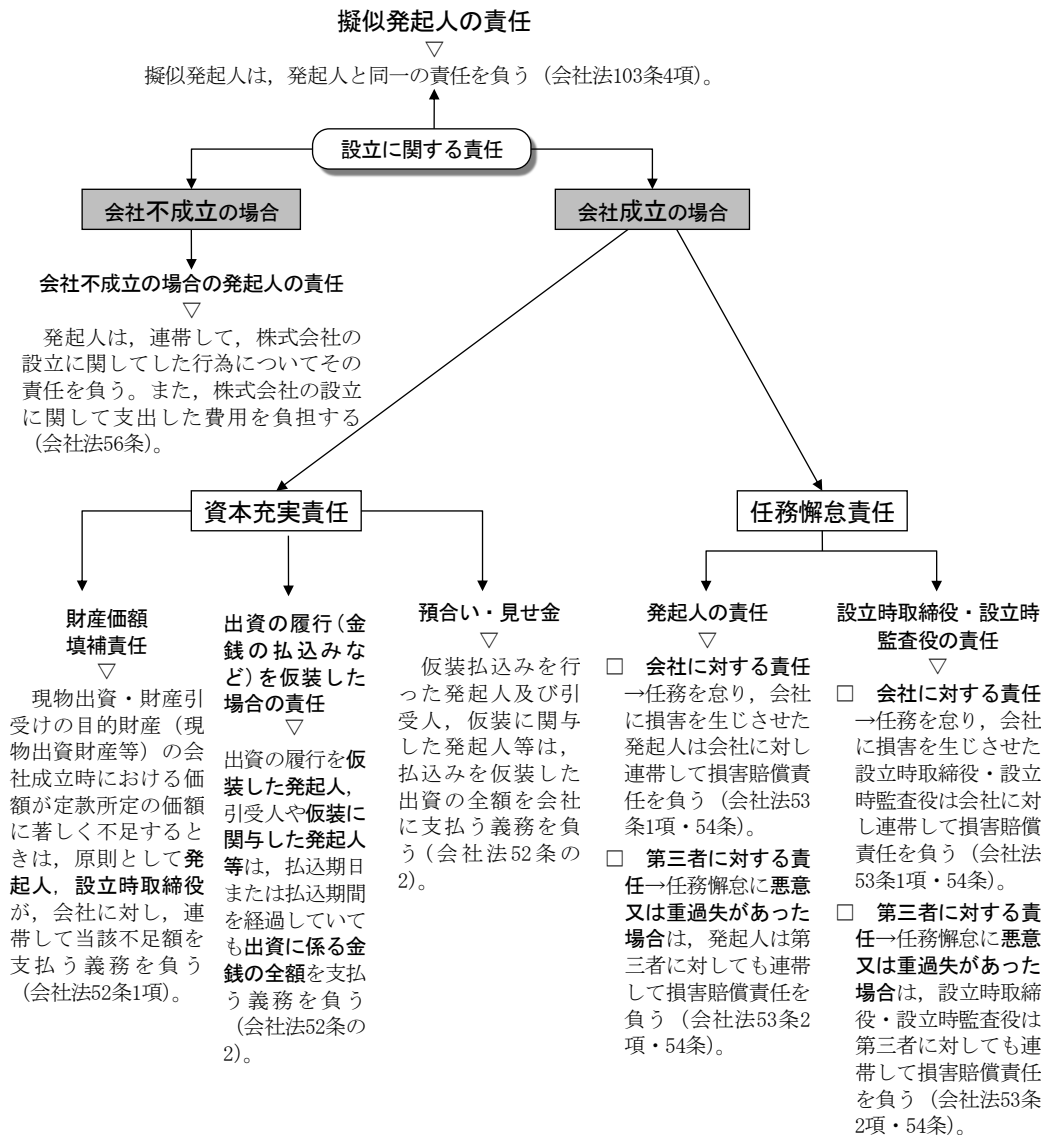 擬似発起人の責任
▽
擬似発起人は，発起人と同一の責任を負う（会社法103条4項）。
設立に関する責任
会社不成立の場合
会社成立の場合
会社不成立の場合の発起人の責任
▽
発起人は，連帯して，株式会社の
設立に関してした行為についてその
責任を負う。また，株式会社の設立
に関して支出した費用を負担する
（会社法56条）。
資本充実責任
任務懈怠責任
財産価額
填補責任
▽
現物出資・財産引
受けの目的財産（現
物出資財産等）の会
社成立時における価
額が定款所定の価額
に著しく不足すると
きは，原則として発
起人，設立時取締役
が，会社に対し，連
帯して当該不足額を
支払う義務を負う
（会社法52条1項）。
出資の履行（金
銭の払込みな
ど）を仮装した
場合の責任
▽
出資の履行を仮
装した発起人，
引受人や仮装に
関与した発起人
等は，払込期日
または払込期間
を経過していて
も出資に係る金
銭の全額を支払
う義務を負う
（会社法52条の
2）。
預合い・見せ金
▽
仮装払込みを行
った発起人及び引
受人，仮装に関与
した発起人等は，
払込みを仮装した
出資の全額を会社
に支払う義務を負
う（会社法52条の
2）。
発起人の責任
▽
□　会社に対する責任
→任務を怠り，会社
に損害を生じさせた
発起人は会社に対し
連帯して損害賠償責
任を負う（会社法53
条1項・54条）。
□　第三者に対する責
任→任務懈怠に悪意
又は重過失があった
場合は，発起人は第
三者に対しても連帯
して損害賠償責任を
負う（会社法53条2
項・54条）。
設立時取締役・設立時
監査役の責任
▽
□　会社に対する責任
→任務を怠り，会社
に損害を生じさせた
設立時取締役・設立
時監査役は会社に対
し連帯して損害賠償
責任を負う（会社法
53条1項・54条）。
□　第三者に対する責
任→任務懈怠に悪意
又は重過失があった
場合は，設立時取締
役・設立時監査役は
第三者に対しても連
帯して損害賠償責任
を負う（会社法53条
2項・54条）。